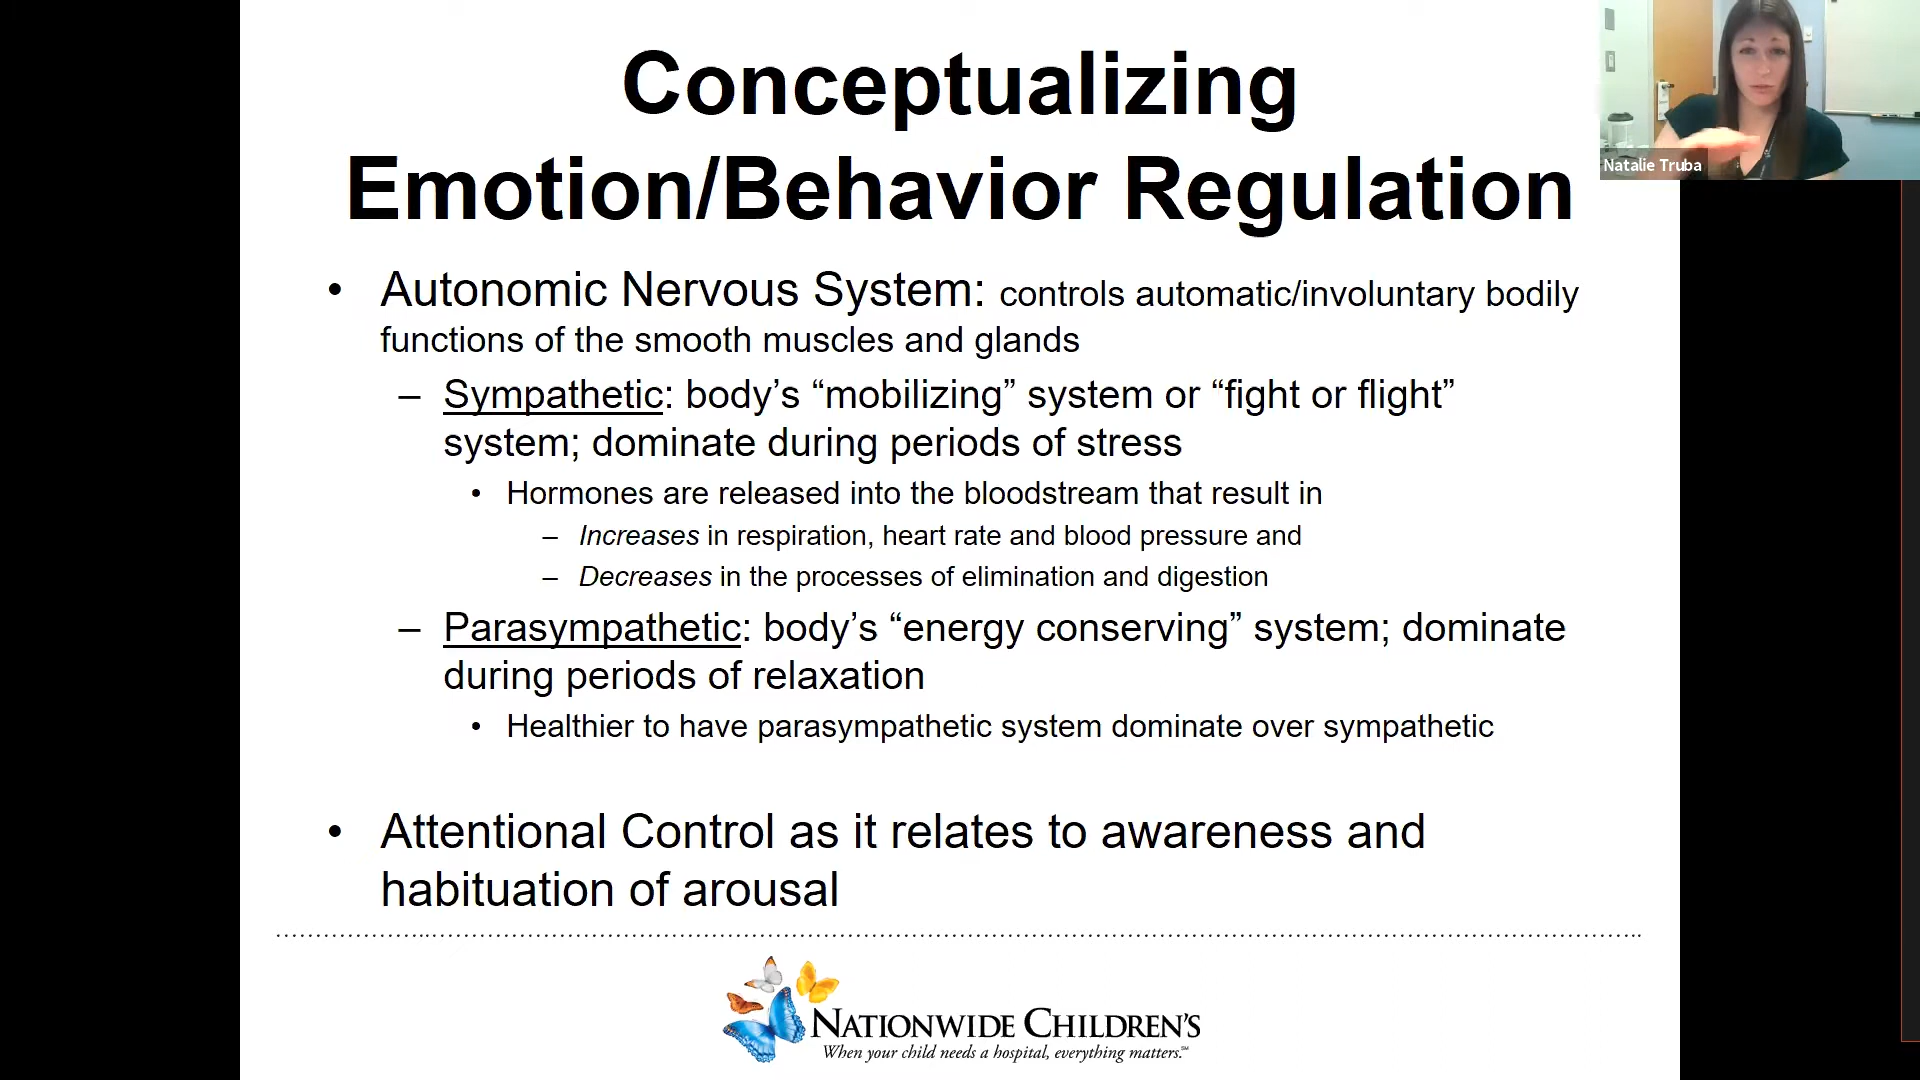 Conceptualizing
Emotion/Behavior Regulation
Natalie Truba
• Autonomic Nervous System: controls automatic/involuntary bodily
functions of the smooth muscles and glands
– Sympathetic: body’s “mobilizing” system or “fight or flight”
system; dominate during periods of stress
• Hormones are released into the bloodstream that result in
– Increases in respiration, heart rate and blood pressure and
– Decreases in the processes of elimination and digestion
– Parasympathetic: body’s “energy conserving” system; dominate
during periods of relaxation
• Healthier to have parasympathetic system dominate over sympathetic
• Attentional Control as it relates to awareness and
habituation of arousal
NATIONWIDE CHILDREN'S
When your child needs a hospital, everything matters.℠